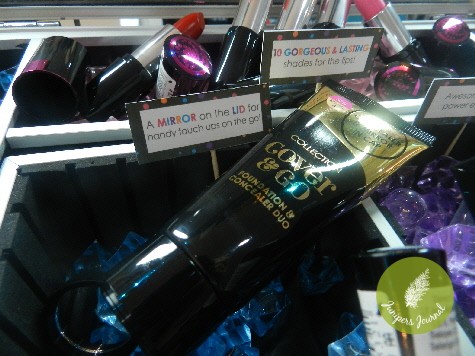 10 GORGEOUS & LASTING
shades for the lips!
A MIRROR on the LID for
handy touch ups on the go!
Awesome
power
COLLECTION
COVER
& GO
FOUNDATION &
CONCEALER DUO
Junipers Journal